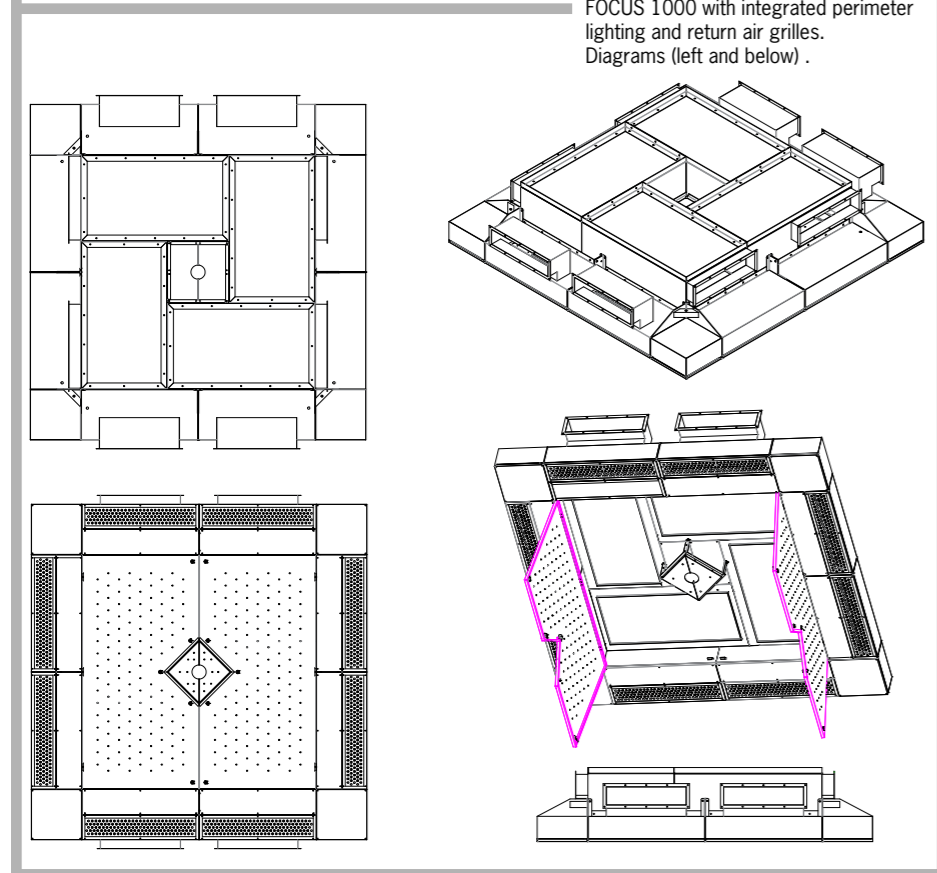 FOCUS 1000 with integrated perimeter
lighting and return air grilles.
Diagrams (left and below) .